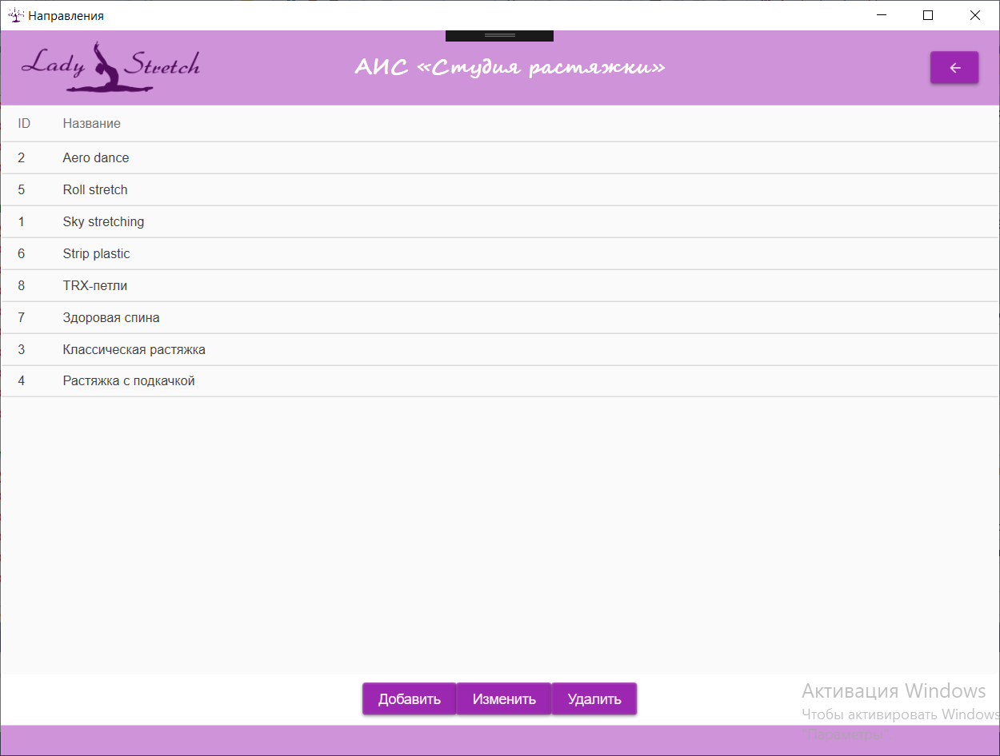 Направления
Lady Stretch
АИС «Студия растяжки»
ID Название
2 Aero dance
5 Roll stretch
1 Sky stretching
6 Strip plastic
8 TRX-петли
7 Здоровая спина
3 Классическая растяжка
4 Растяжка с подкачкой
Добавить Изменить Удалить
Активация Windows
Чтобы активировать Windows
"Параметры"